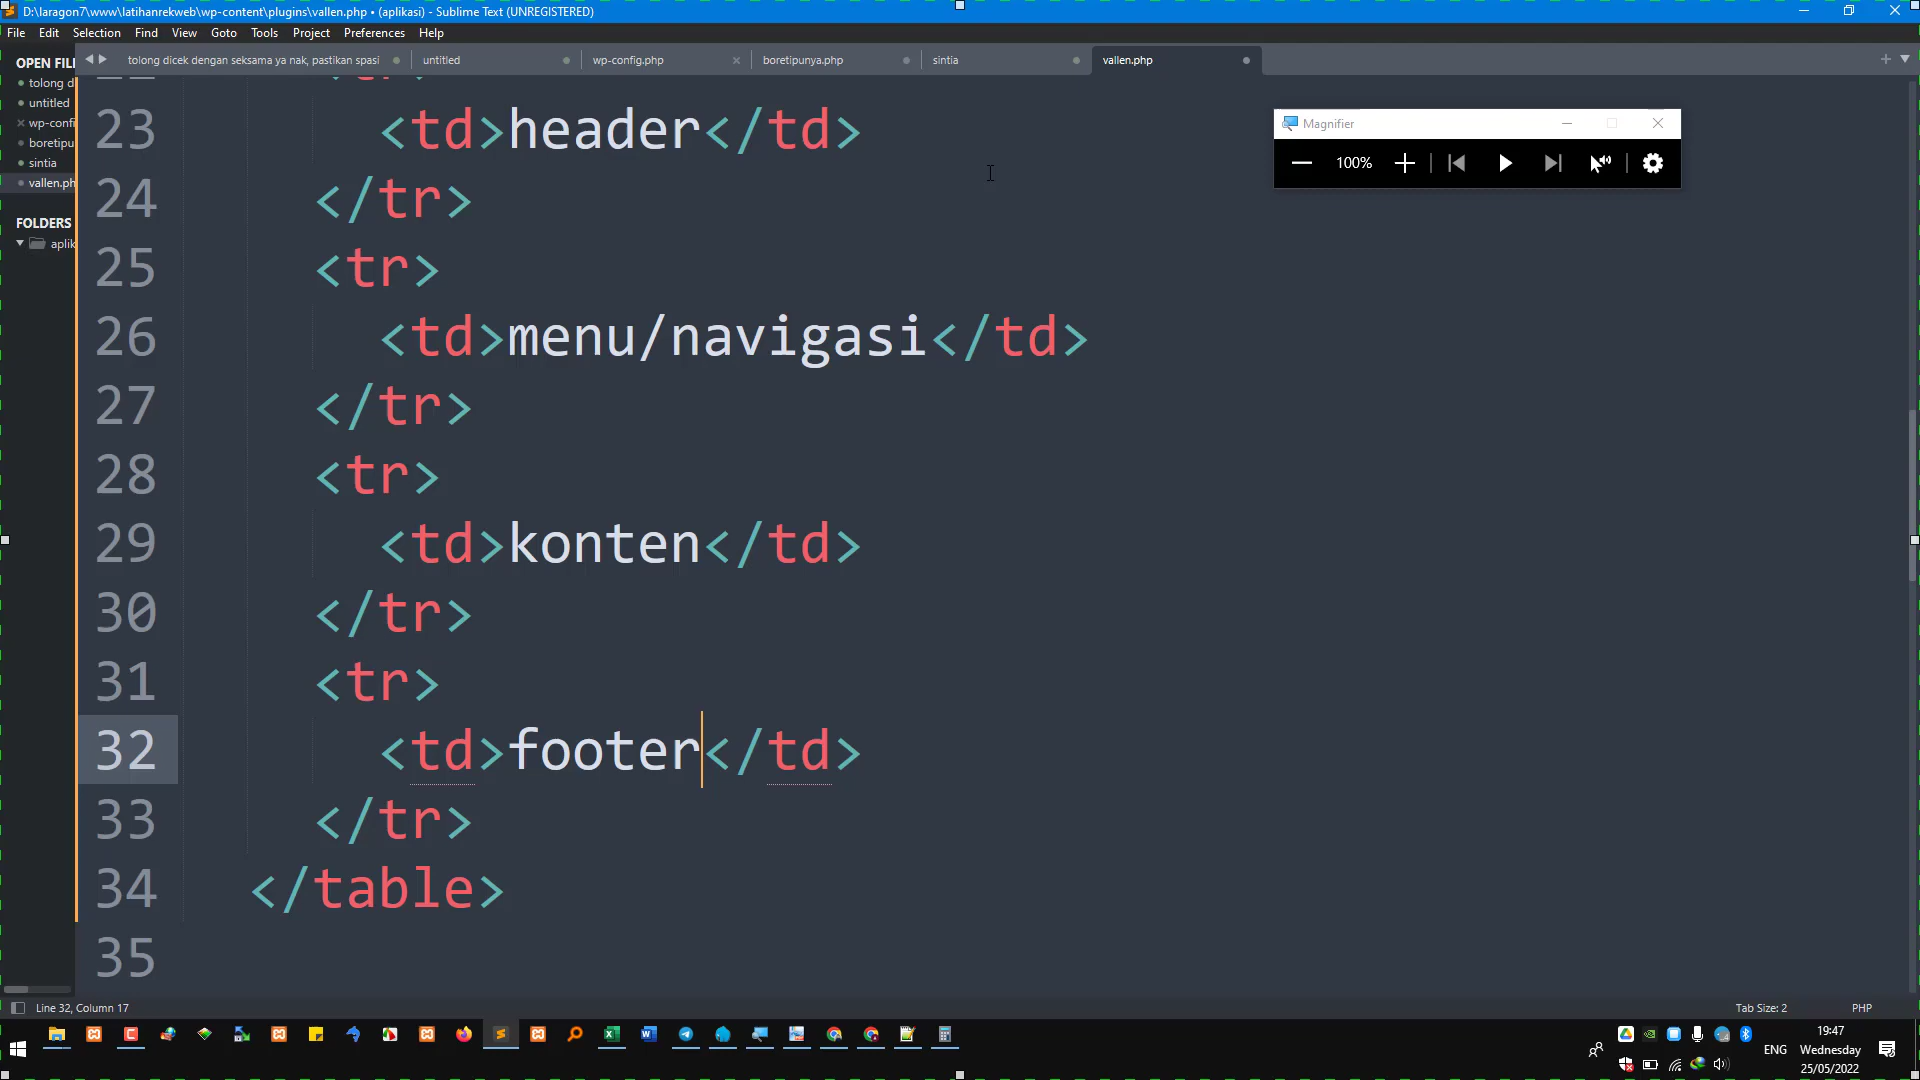 D:\laragon7\www\latihanrekweb\wp-content\plugins\vallen.php • (aplikasi) - Sublime Text (UNREGISTERED)
File Edit Selection Find View Goto Tools Project Preferences Help
OPEN FIL
tolong dicek dengan seksama ya nak, pastikan spasi
untitled
wp-config.php
boretipunya.php
sintia
vallen.php
tolong d
untitled
wp-confi
boretipu
sintia
vallen.ph
FOLDERS
aplik
Magnifier
100%
23 <td>header</td>
24 </tr>
25 <tr>
26 <td>menu/navigasi</td>
27 </tr>
28 <tr>
29 <td>konten</td>
30 </tr>
31 <tr>
32 <td>footer</td>
33 </tr>
34 </table>
35
Line 32, Column 17
Tab Size: 2
PHP
19:47
ENG Wednesday
25/05/2022